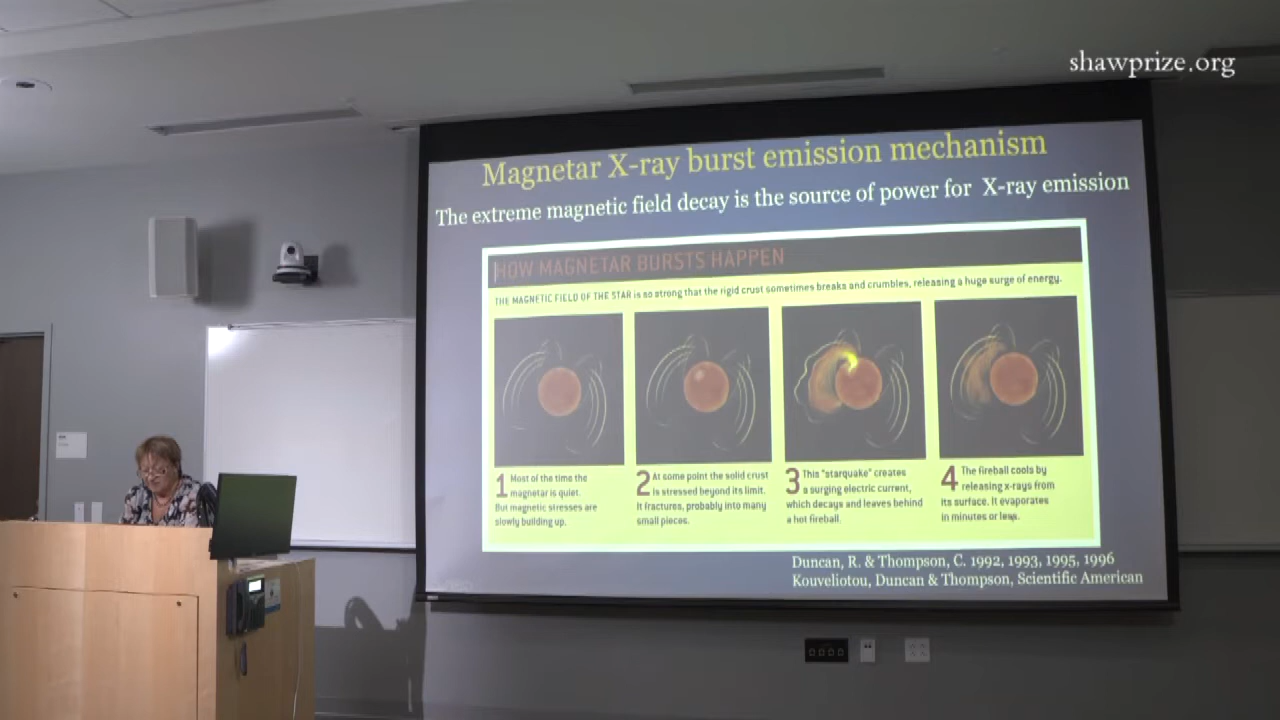 shawprize.org
Magnetar X-ray burst emission mechanism
The extreme magnetic field decay is the source of power for X-ray emission
HOW MAGNETAR BURSTS HAPPEN
THE MAGNETIC FIELD OF THE STAR is so strong that the rigid crust sometimes breaks and crumbles, releasing a huge surge of energy.
1 Most of the time the
magnetar is quiet.
But magnetic stresses are
slowly building up.
2 At some point the solid crust
is stressed beyond its limit.
It fractures, probably into many
small pieces.
3 This "starquake" creates
a surging electric current,
which decays and leaves behind
a hot fireball.
4 The fireball cools by
releasing x-rays from
its surface. It evaporates
in minutes or less.
Duncan, R. & Thompson, C. 1992, 1993, 1995, 1996
Kouveliotou, Duncan & Thompson, Scientific American